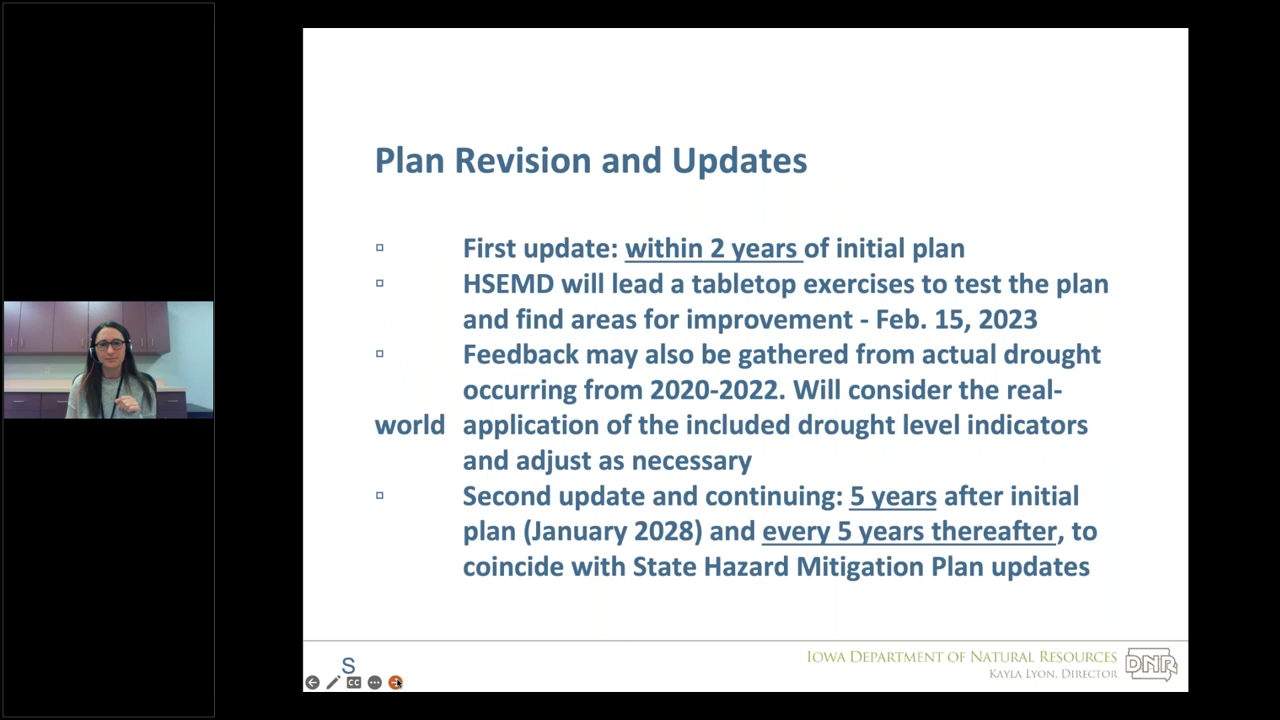 Plan Revision and Updates
First update: within 2 years of initial plan
HSEMD will lead a tabletop exercises to test the plan
and find areas for improvement - Feb. 15, 2023
Feedback may also be gathered from actual drought
occurring from 2020-2022. Will consider the real-
world application of the included drought level indicators
and adjust as necessary
Second update and continuing: 5 years after initial
plan (January 2028) and every 5 years thereafter, to
coincide with State Hazard Mitigation Plan updates
Iowa Department of Natural Resources
Kayla Lyon, Director
DNR
S
CC